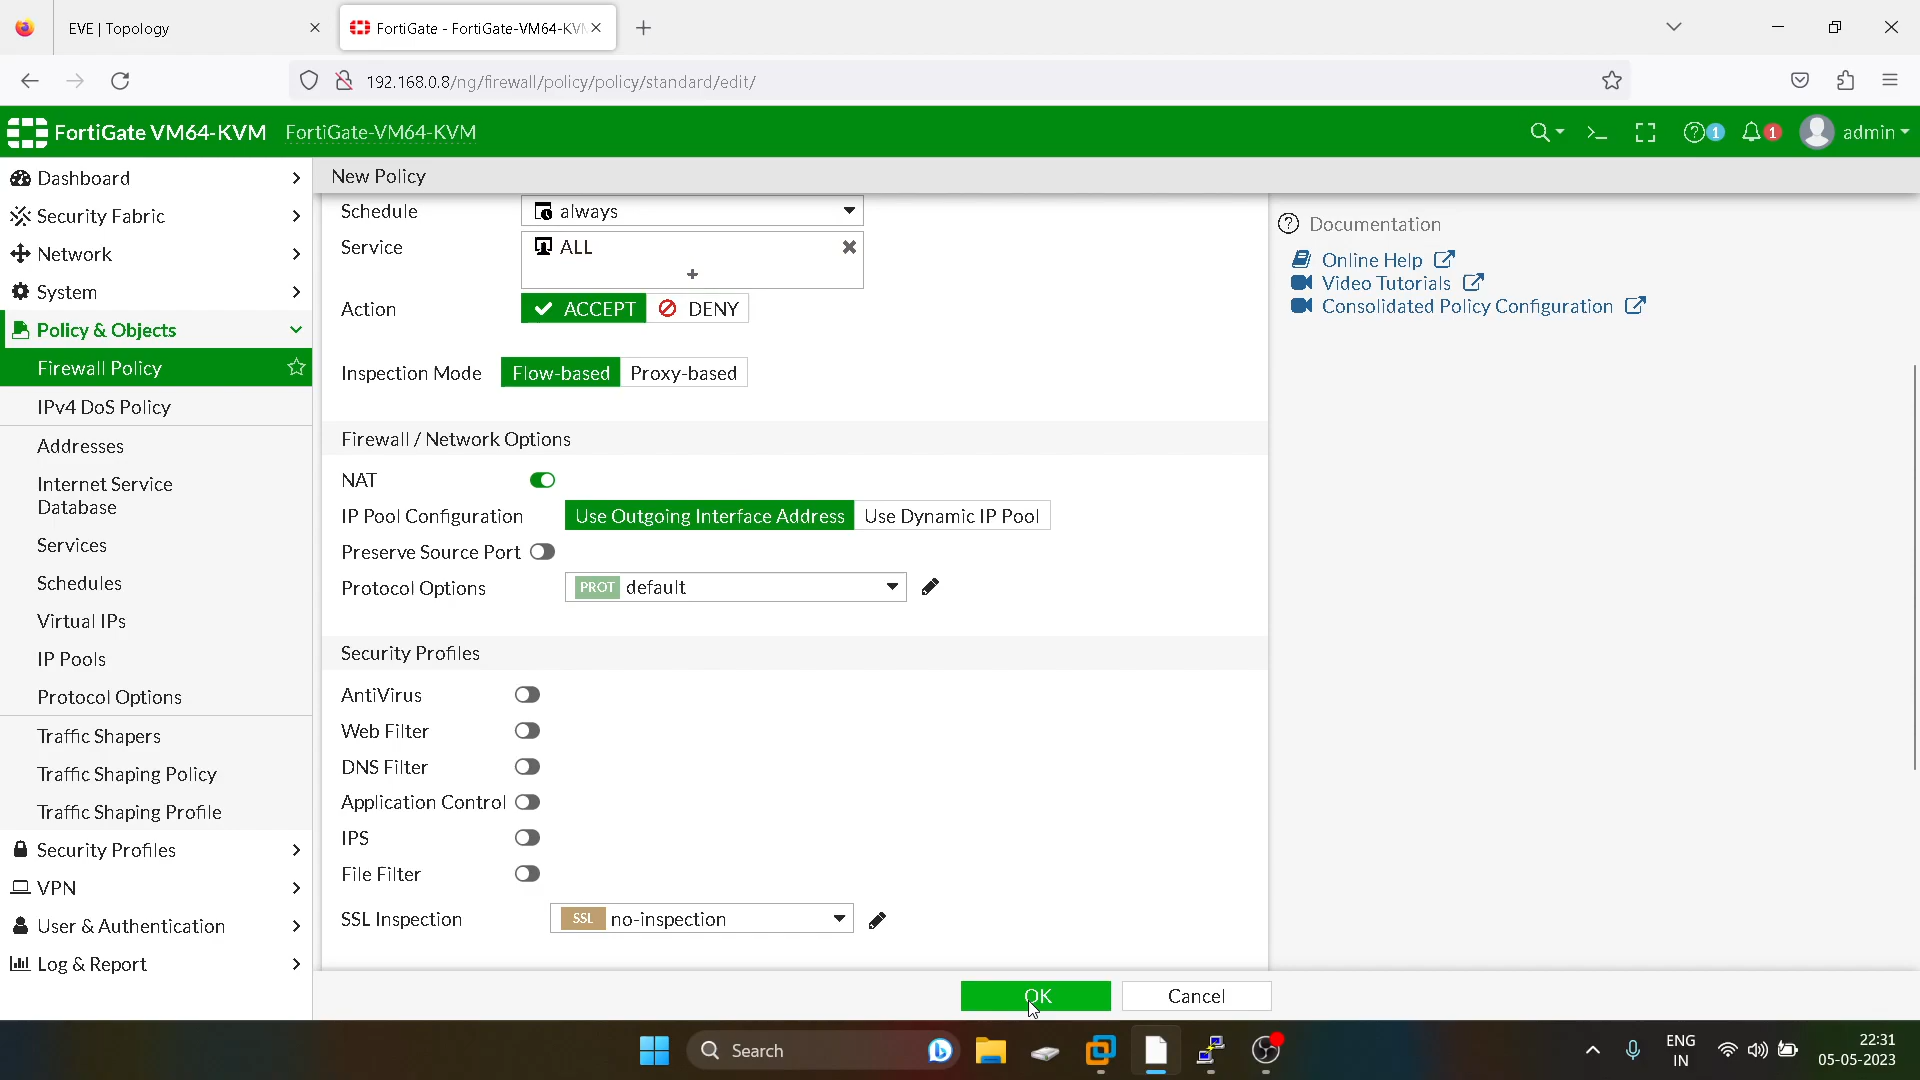 EVE | Topology
FortiGate - FortiGate-VM64-KVM
192.168.0.8/ng/firewall/policy/policy/standard/edit/
FortiGate VM64-KVM
FortiGate-VM64-KVM
1
1
admin
Dashboard
Security Fabric
Network
System
Policy & Objects
Firewall Policy
IPv4 DoS Policy
Addresses
Internet Service
Database
Services
Schedules
Virtual IPs
IP Pools
Protocol Options
Traffic Shapers
Traffic Shaping Policy
Traffic Shaping Profile
Security Profiles
VPN
User & Authentication
Log & Report
New Policy
Schedule
always
Service
ALL
Action
ACCEPT
DENY
Inspection Mode
Flow-based
Proxy-based
Firewall / Network Options
NAT
IP Pool Configuration
Use Outgoing Interface Address
Use Dynamic IP Pool
Preserve Source Port
Protocol Options
PROT default
Security Profiles
AntiVirus
Web Filter
DNS Filter
Application Control
IPS
File Filter
SSL Inspection
SSL no-inspection
OK
Cancel
Documentation
Online Help
Video Tutorials
Consolidated Policy Configuration
Search
ENG
IN
22:31
05-05-2023